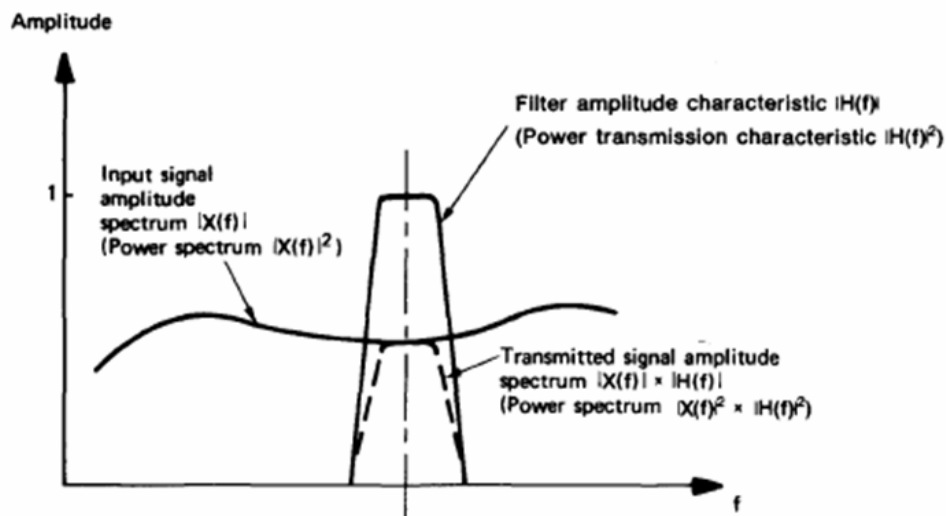 Amplitude
Filter amplitude characteristic |H(f)|
(Power transmission characteristic |H(f)|²)
Input signal
amplitude
spectrum |X(f)|
(Power spectrum |X(f)|²)
1
Transmitted signal amplitude
spectrum |X(f)| × |H(f)|
(Power spectrum |X(f)|² × |H(f)|²)
f